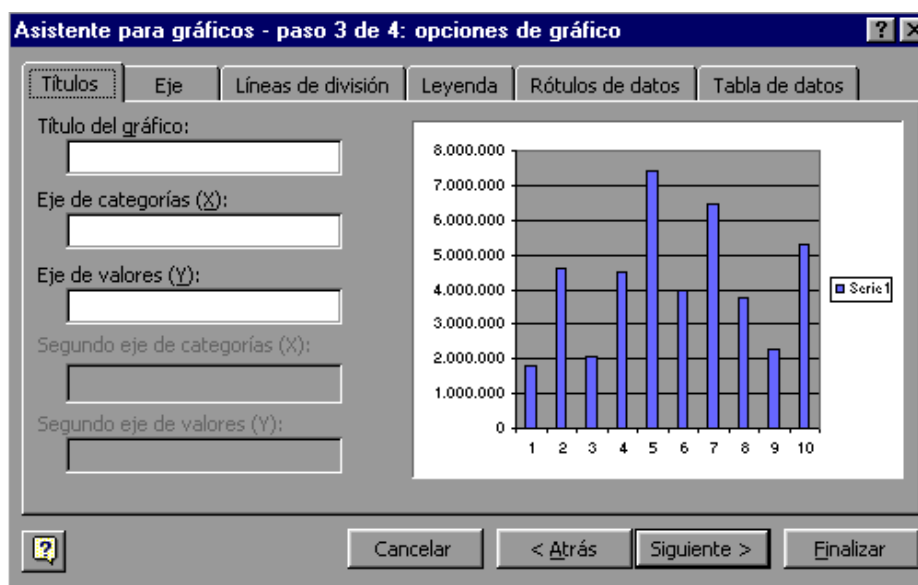 Asistente para gráficos - paso 3 de 4: opciones de gráfico
Títulos Eje Líneas de división Leyenda Rótulos de datos Tabla de datos
Título del gráfico:
Eje de categorías (X):
Eje de valores (Y):
Segundo eje de categorías (X):
Segundo eje de valores (Y):
8.000.000
7.000.000
6.000.000
5.000.000
4.000.000
3.000.000
2.000.000
1.000.000
0
1 2 3 4 5 6 7 8 9 10
Serie1
Cancelar < Atrás Siguiente > Finalizar